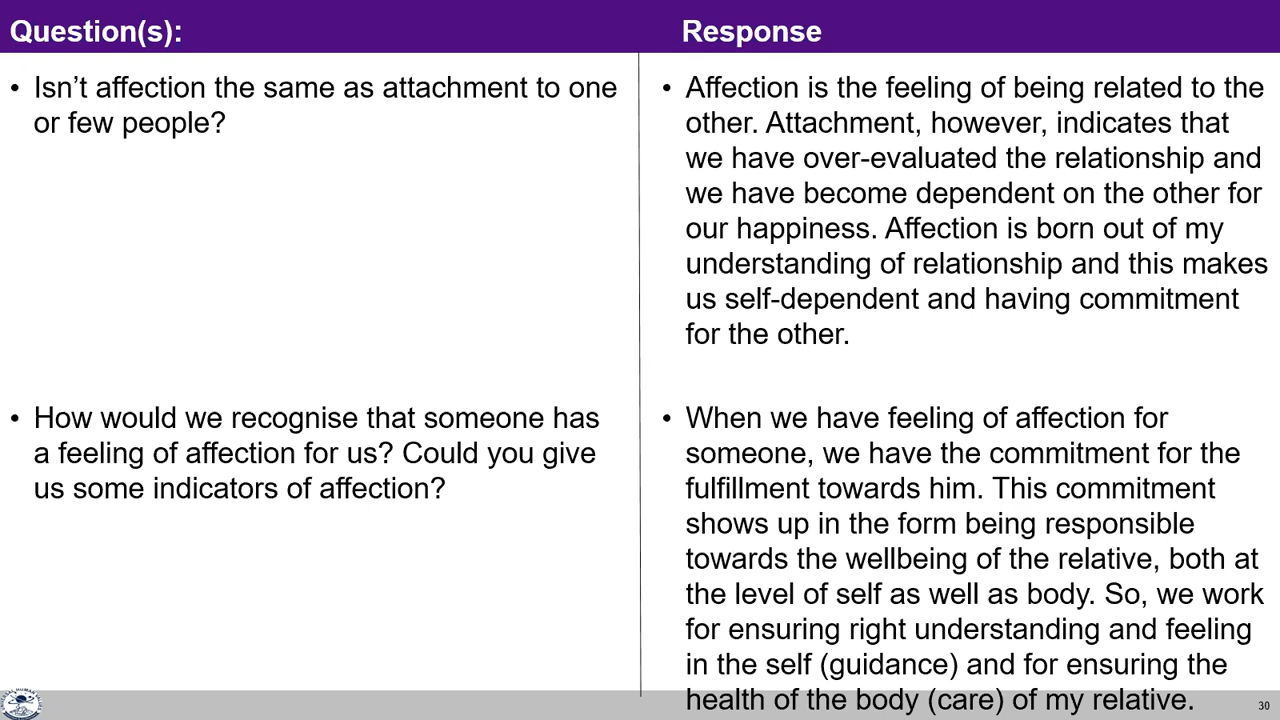 Question(s):
Response
• Isn’t affection the same as attachment to one
or few people?
• Affection is the feeling of being related to the
other. Attachment, however, indicates that
we have over-evaluated the relationship and
we have become dependent on the other for
our happiness. Affection is born out of my
understanding of relationship and this makes
us self-dependent and having commitment
for the other.
• How would we recognise that someone has
a feeling of affection for us? Could you give
us some indicators of affection?
• When we have feeling of affection for
someone, we have the commitment for the
fulfillment towards him. This commitment
shows up in the form being responsible
towards the wellbeing of the relative, both at
the level of self as well as body. So, we work
for ensuring right understanding and feeling
in the self (guidance) and for ensuring the
health of the body (care) of my relative.
30